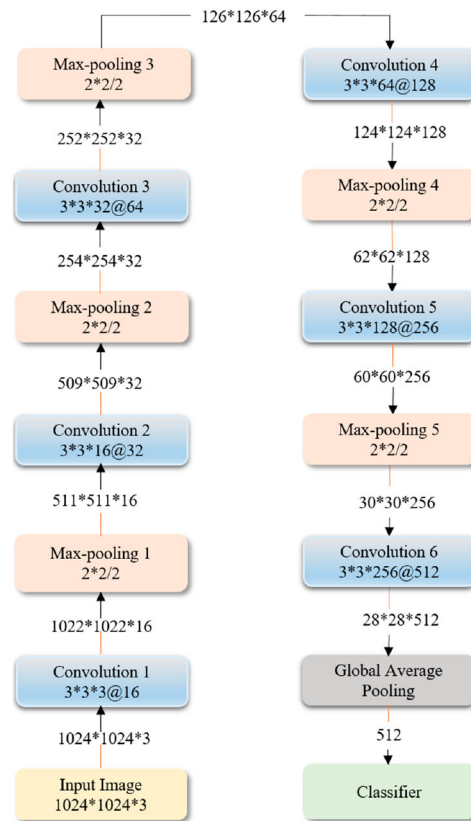 Input Image
1024*1024*3
1024*1024*3
Convolution 1
3*3*3@16
1022*1022*16
Max-pooling 1
2*2/2
511*511*16
Convolution 2
3*3*16@32
509*509*32
Max-pooling 2
2*2/2
254*254*32
Convolution 3
3*3*32@64
252*252*32
Max-pooling 3
2*2/2
126*126*64
Convolution 4
3*3*64@128
124*124*128
Max-pooling 4
2*2/2
62*62*128
Convolution 5
3*3*128@256
60*60*256
Max-pooling 5
2*2/2
30*30*256
Convolution 6
3*3*256@512
28*28*512
Global Average
Pooling
512
Classifier